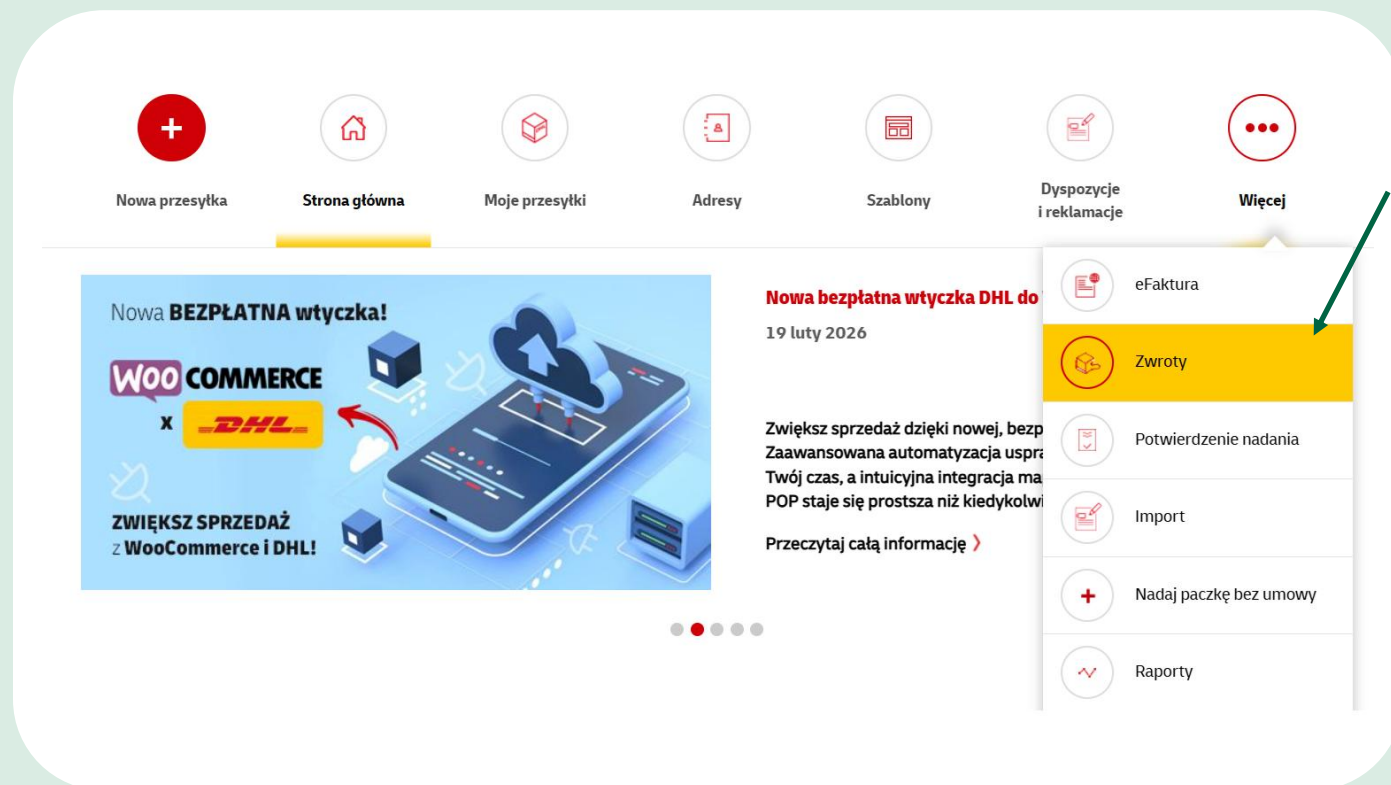 Nowa przesyłka
Strona główna
Moje przesyłki
Adresy
Szablony
Dyspozycje
i reklamacje
Więcej
Nowa BEZPŁATNA wtyczka!
WOO COMMERCE
x DHL
ZWIĘKSZ SPRZEDAŻ
z WooCommerce i DHL!
Nowa bezpłatna wtyczka DHL do
19 luty 2026
Zwiększ sprzedaż dzięki nowej, bezp
Zaawansowana automatyzacja uspra
Twój czas, a intuicyjna integracja ma
POP staje się prostsza niż kiedykolwi
Przeczytaj całą informację
eFaktura
Zwroty
Potwierdzenie nadania
Import
Nadaj paczkę bez umowy
Raporty